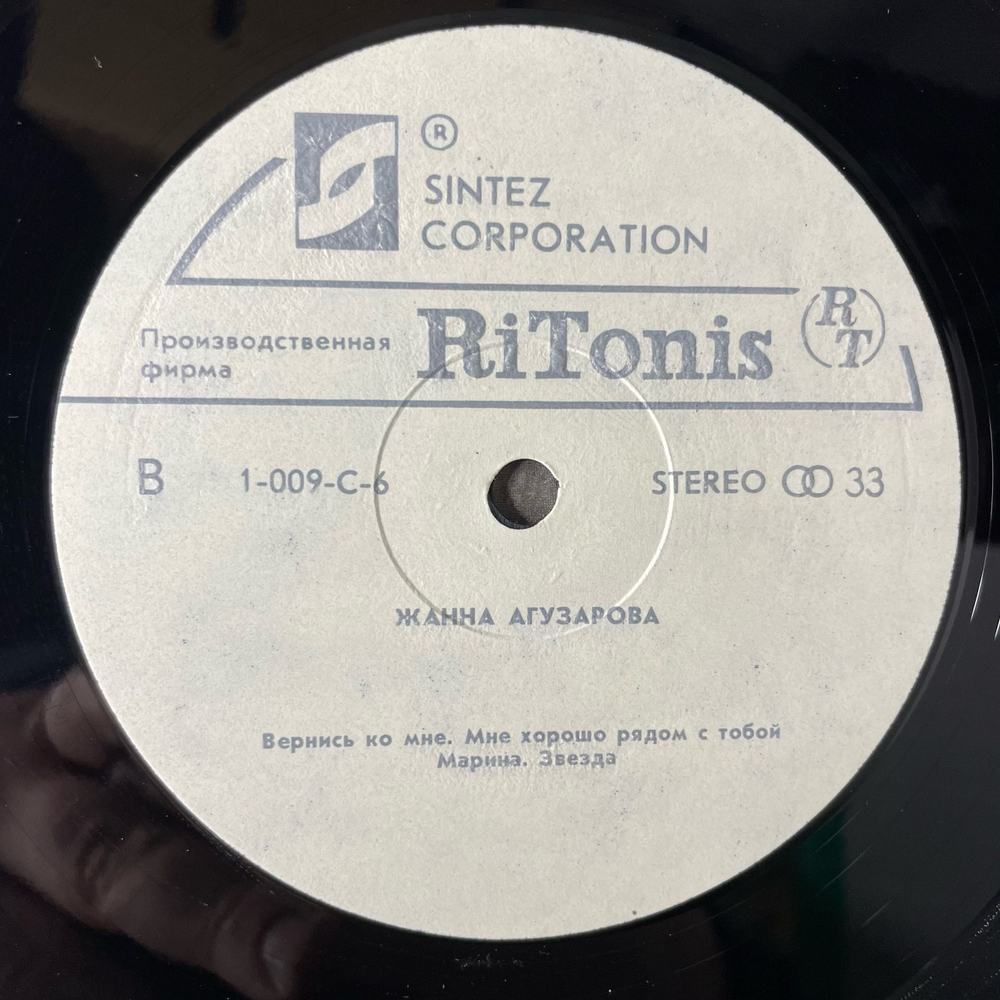 ®
SINTEZ
CORPORATION
Производственная
фирма
RiTonis
RT
B 1-009-C-6
STEREO 33
ЖАННА АГУЗАРОВА
Вернись ко мне. Мне хорошо рядом с тобой
Марина. Звезда